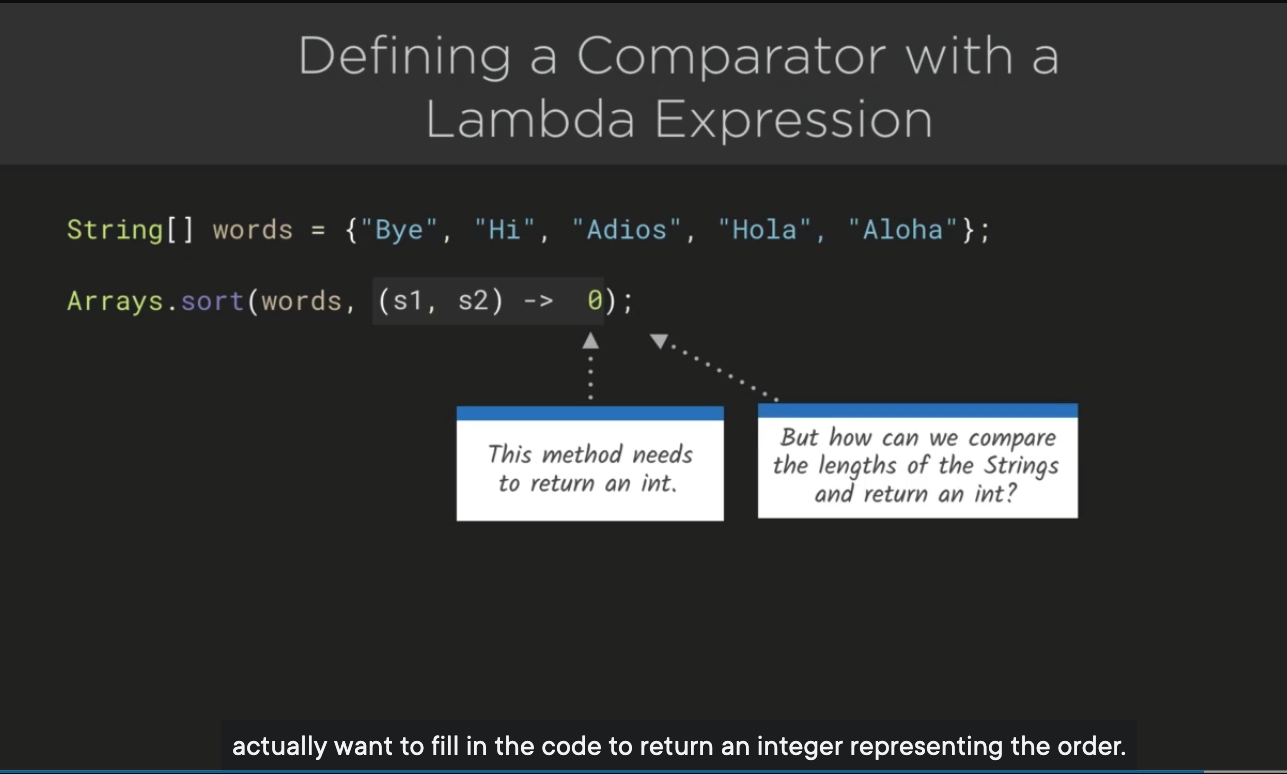 Defining a Comparator with a
Lambda Expression
String[] words = {"Bye", "Hi", "Adios", "Hola", "Aloha"};
Arrays.sort(words, (s1, s2) -> 0);
This method needs
to return an int.
But how can we compare
the lengths of the Strings
and return an int?
actually want to fill in the code to return an integer representing the order.